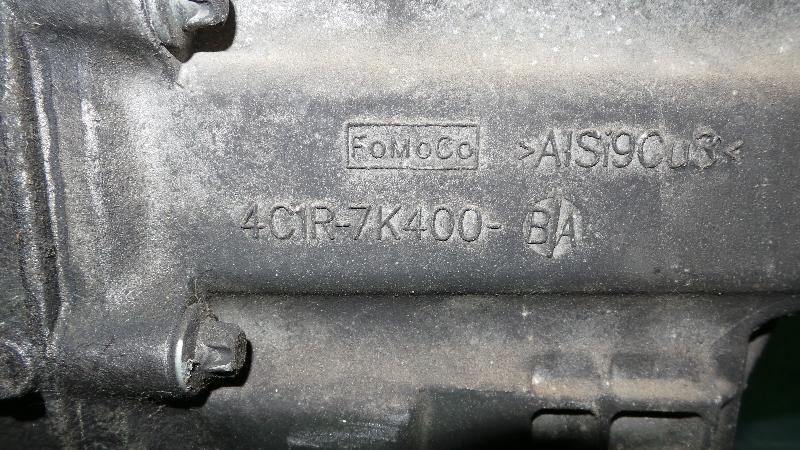 FoMoCo >AlSi9Cu3<
4C1R-7K400- BA